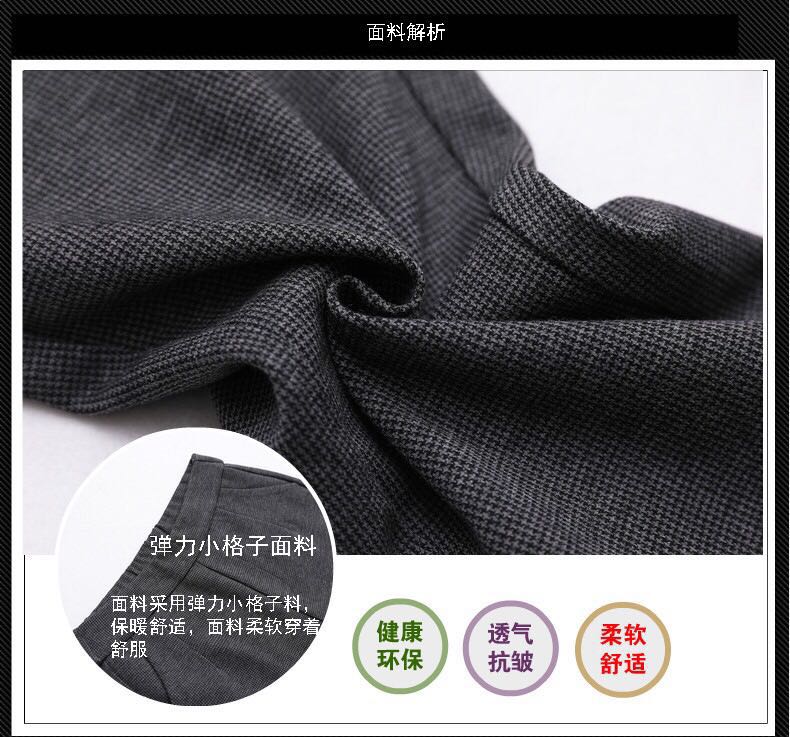 面料解析
弹力小格子面料
面料采用弹力小格子料，
保暖舒适，面料柔软穿着
舒服
健康
环保
透气
抗皱
柔软
舒适